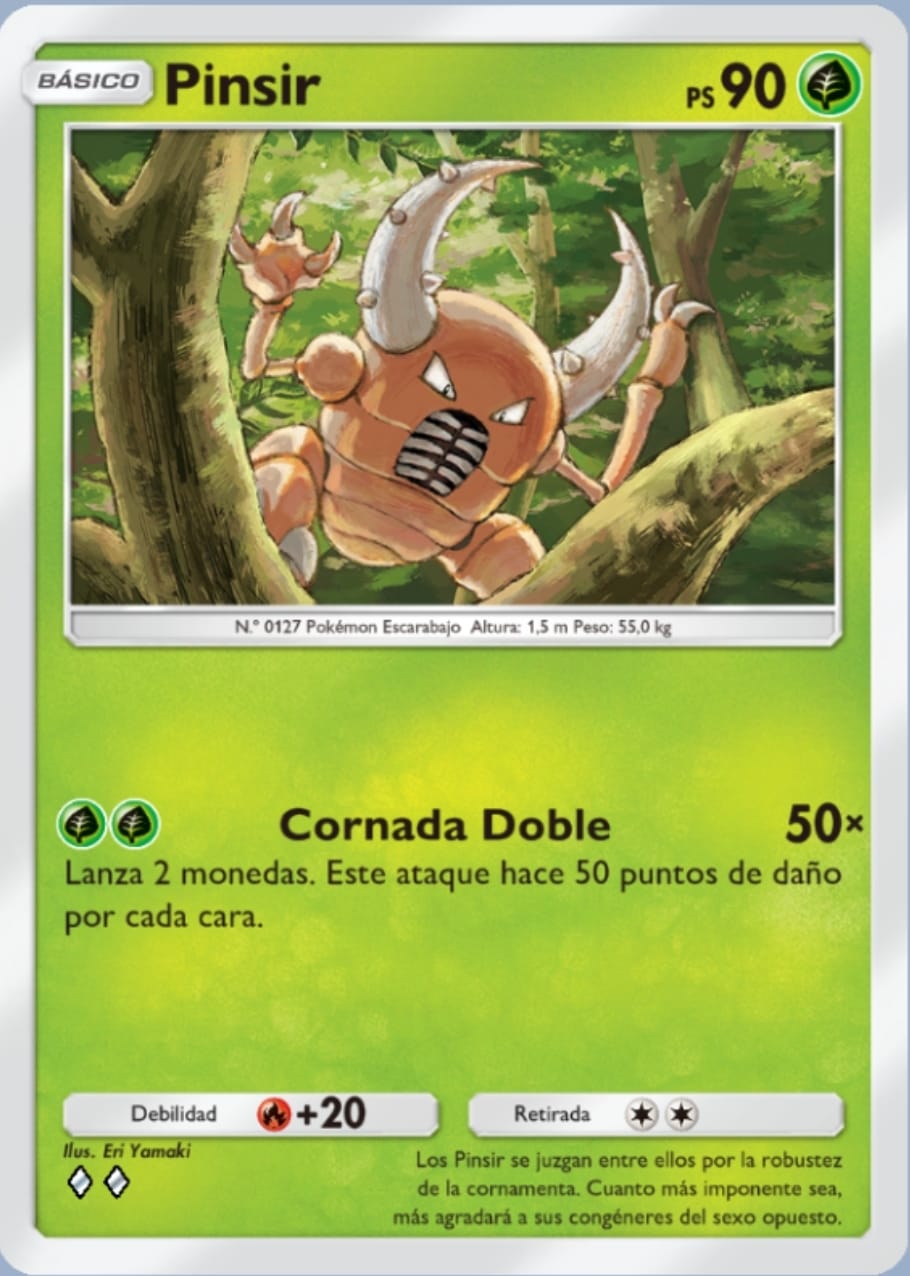 BÁSICO Pinsir PS 90
N.º 0127 Pokémon Escarabajo Altura: 1,5 m Peso: 55,0 kg
Cornada Doble 50×
Lanza 2 monedas. Este ataque hace 50 puntos de daño
por cada cara.
Debilidad +20 Retirada
Ilus. Eri Yamaki
Los Pinsir se juzgan entre ellos por la robustez
de la cornamenta. Cuanto más imponente sea,
más agradará a sus congéneres del sexo opuesto.